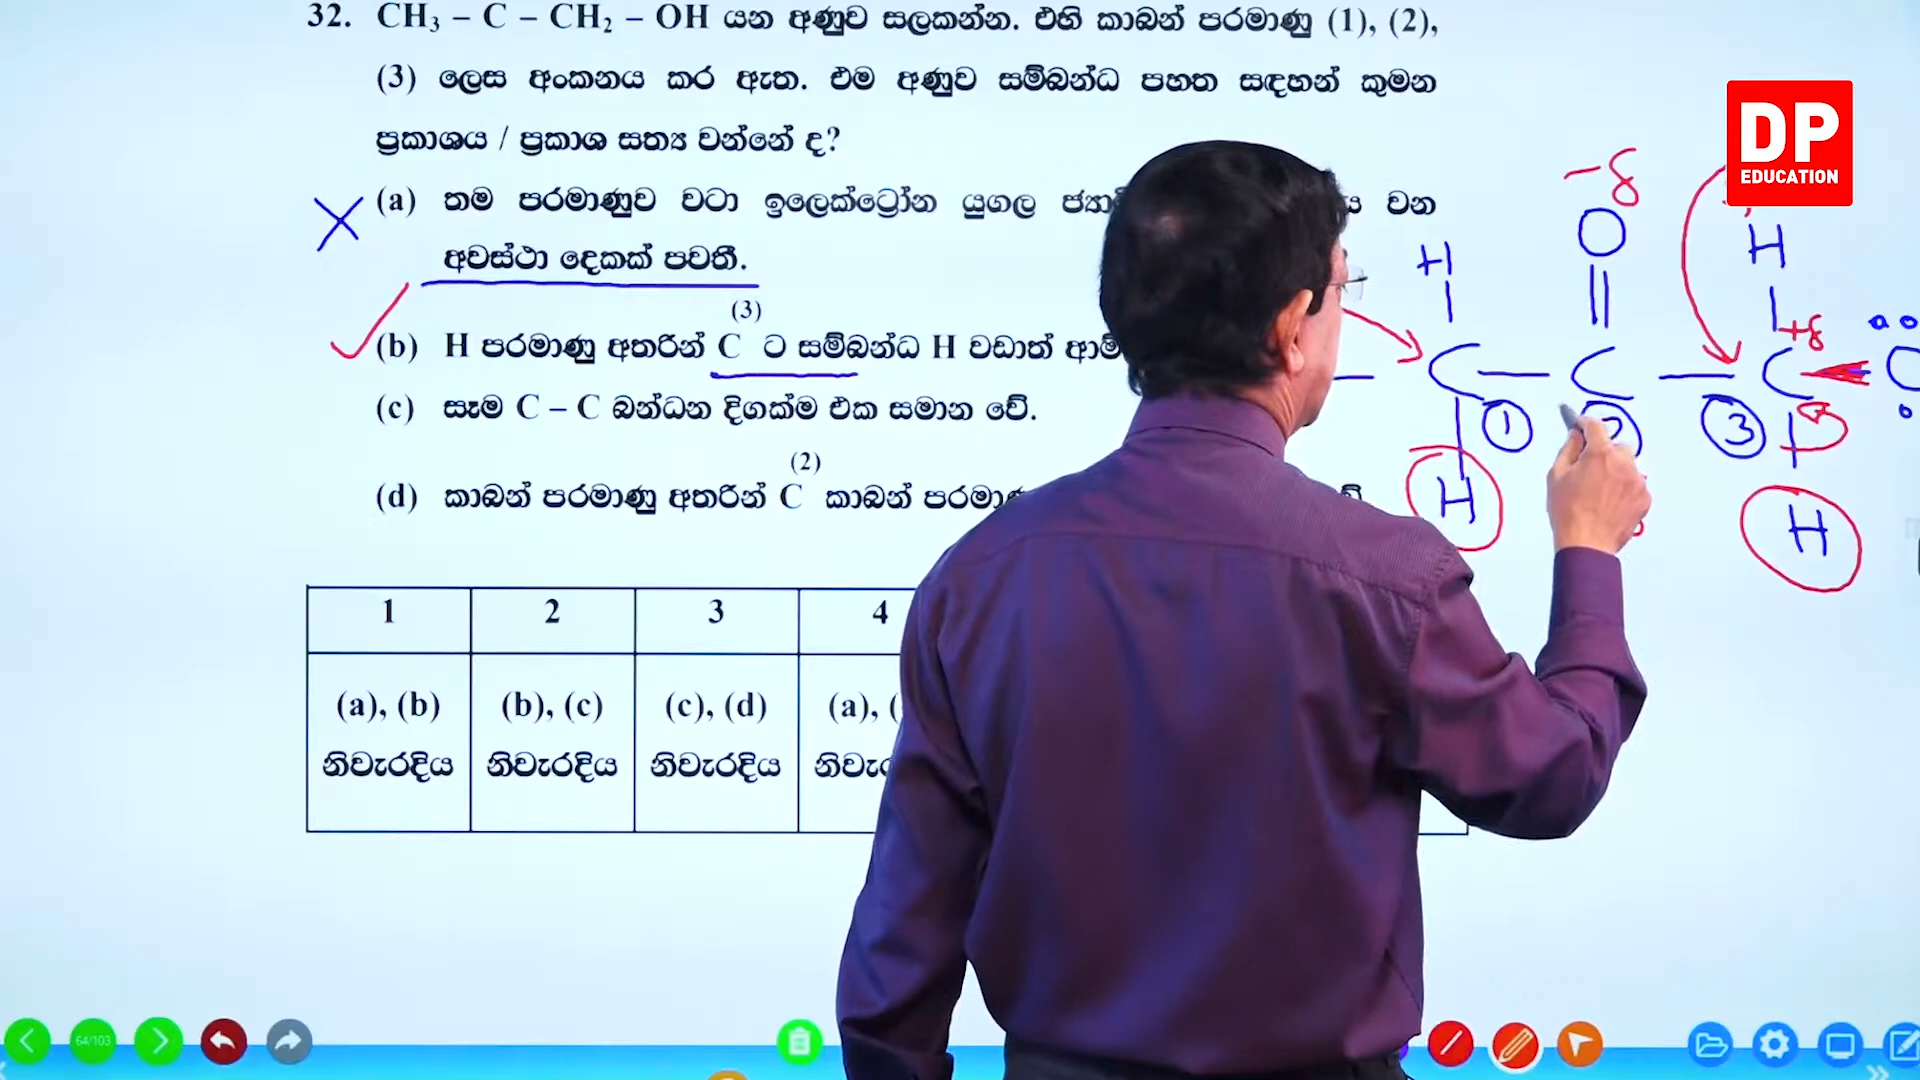 32. CH₃ – C – CH₂ – OH යන අණුව සලකන්න. එහි කාබන් පරමාණු (1), (2),
(3) ලෙස අංකනය කර ඇත. එම අණුව සම්බන්ධ පහත සඳහන් කුමන
ප්‍රකාශය / ප්‍රකාශ සත්‍ය වන්නේ ද?
(a) තම පරමාණුව වටා ඉලෙක්ට්‍රෝන යුගල වන
අවස්ථා දෙකක් පවතී.
(3)
(b) H පරමාණු අතරින් C ට සම්බන්ධ H වඩාත්
(c) සෑම C – C බන්ධන දිගක්ම එක සමාන වේ.
(2)
(d) කාබන් පරමාණු අතරින් C කාබන්
1 2 3 4
(a), (b) (b), (c) (c), (d) (a),
නිවැරදිය නිවැරදිය නිවැරදිය
DP
EDUCATION
−δ
H O H
+δ
C C C
1 3
H H
64/103